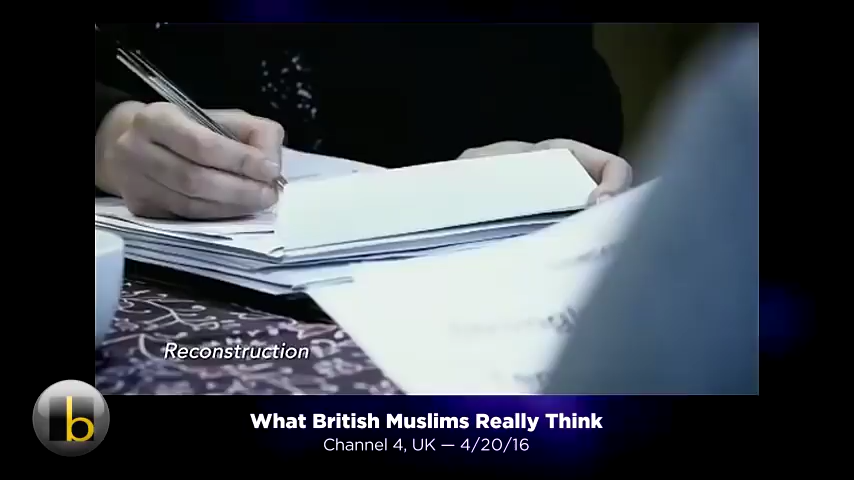 Reconstruction
b
What British Muslims Really Think
Channel 4, UK — 4/20/16